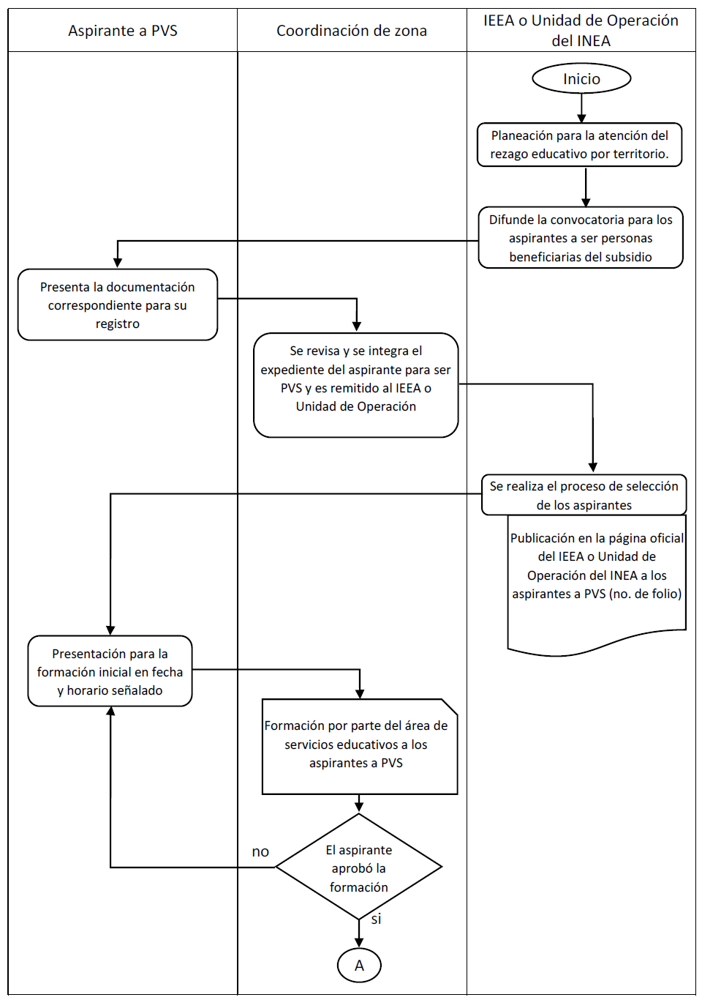 Aspirante a PVS
Coordinación de zona
IEEA o Unidad de Operación
del INEA
Inicio
Planeación para la atención del
rezago educativo por territorio.
Difunde la convocatoria para los
aspirantes a ser personas
beneficiarias del subsidio
Presenta la documentación
correspondiente para su
registro
Se revisa y se integra el
expediente del aspirante para ser
PVS y es remitido al IEEA o
Unidad de Operación
Se realiza el proceso de selección
de los aspirantes
Publicación en la página oficial
del IEEA o Unidad de
Operación del INEA a los
aspirantes a PVS (no. de folio)
Presentación para la
formación inicial en fecha
y horario señalado
Formación por parte del área de
servicios educativos a los
aspirantes a PVS
El aspirante
aprobó la
formación
no
si
A